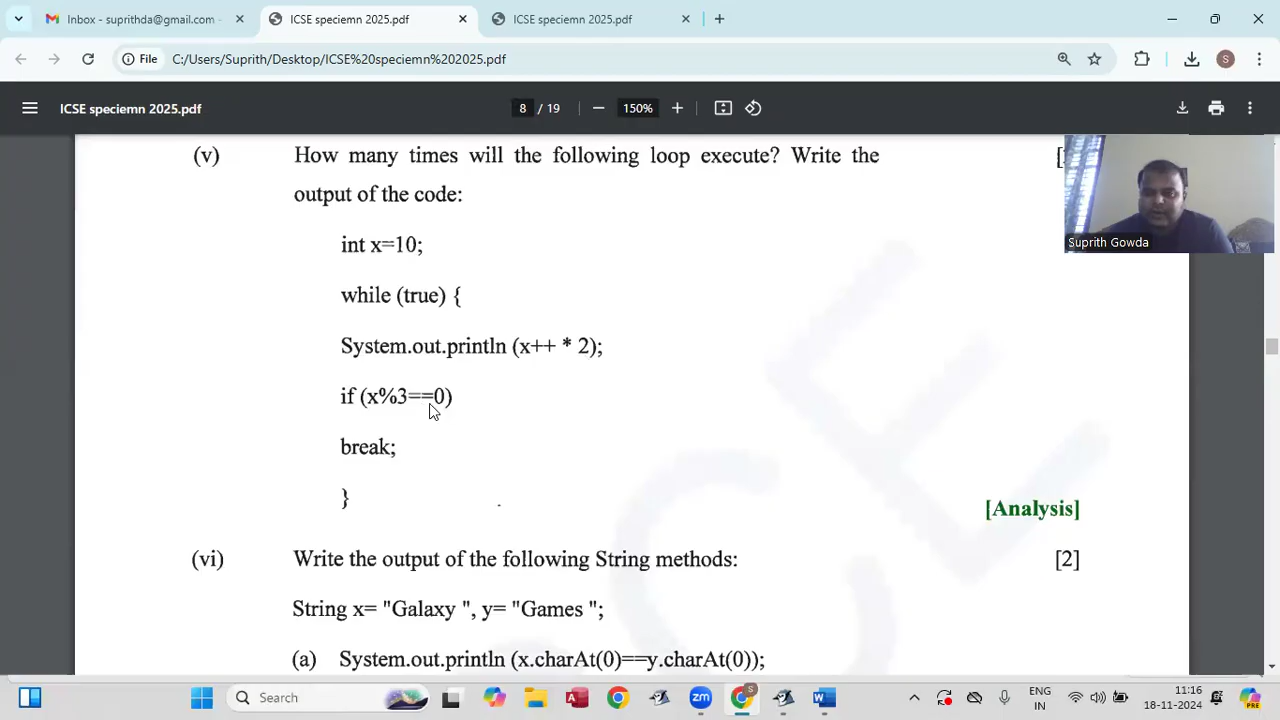 Inbox - suprithda@gmail.com
ICSE speciemn 2025.pdf
ICSE speciemn 2025.pdf
File
C:/Users/Suprith/Desktop/ICSE%20speciemn%202025.pdf
S
ICSE speciemn 2025.pdf
8 / 19
150%
(v) How many times will the following loop execute? Write the
output of the code:
int x=10;
while (true) {
System.out.println (x++ * 2);
if (x%3==0)
break;
}
[Analysis]
(vi) Write the output of the following String methods: [2]
String x= "Galaxy ", y= "Games ";
(a) System.out.println (x.charAt(0)==y.charAt(0));
Suprith Gowda
CE
Search
zm
ENG
IN
11:16
18-11-2024
PRE